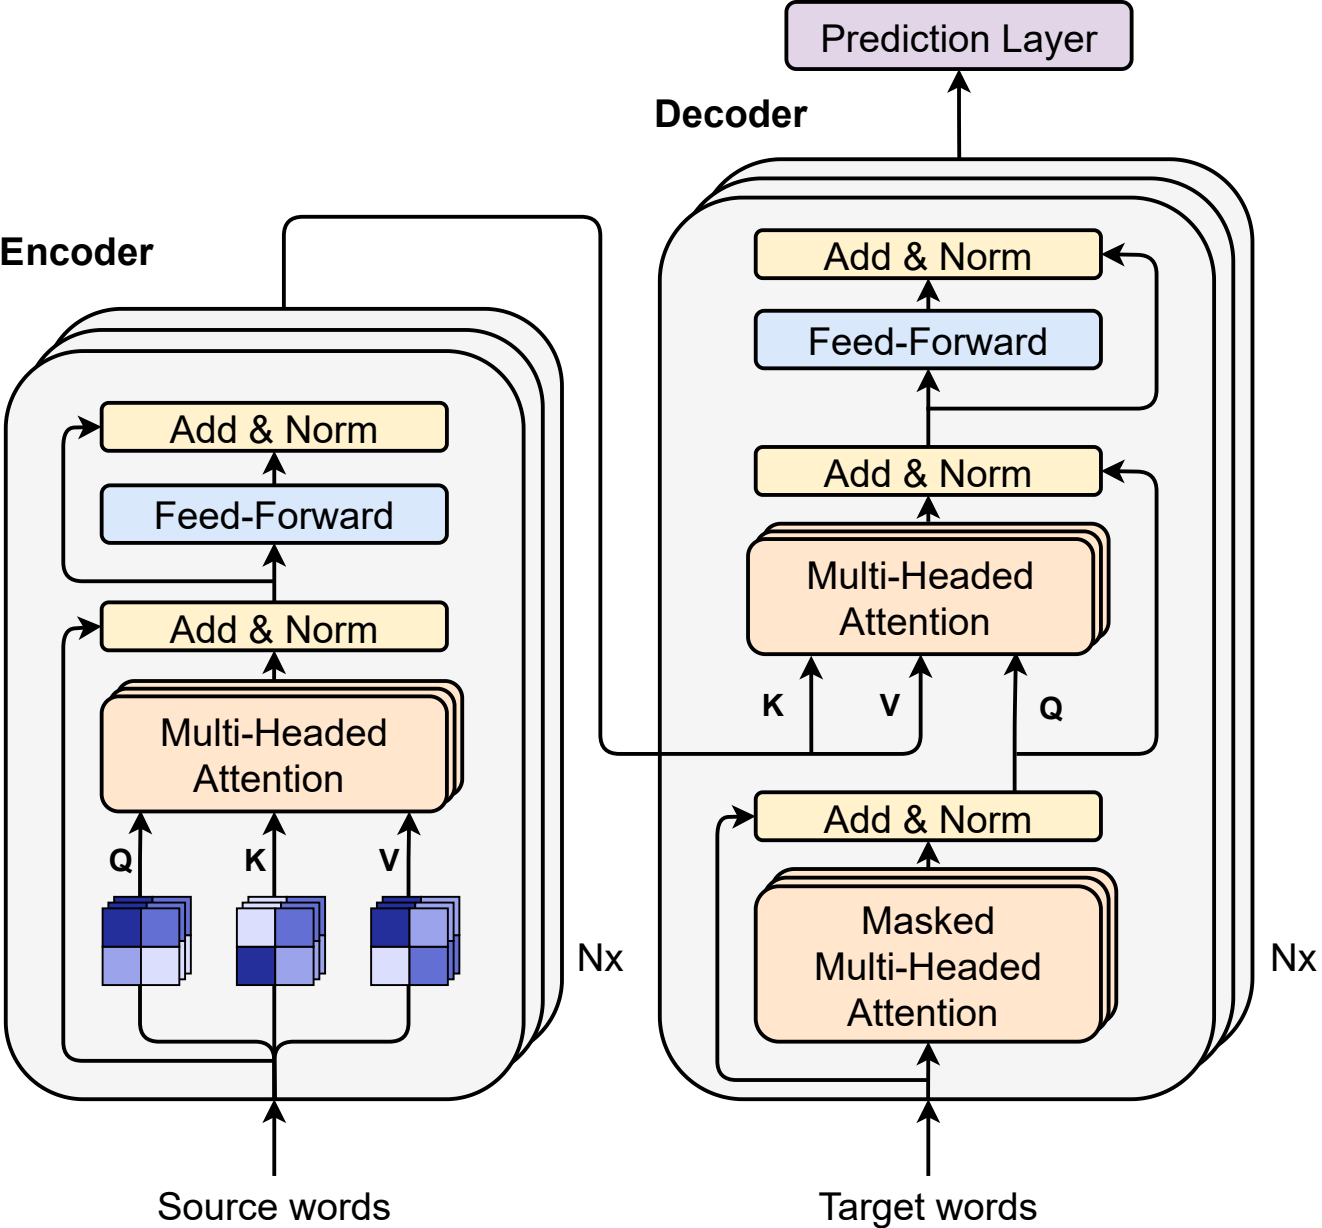 Prediction Layer
Decoder
Encoder
Add & Norm
Feed-Forward
Add & Norm
Multi-Headed
Attention
Q
K
V
Nx
Source words
Add & Norm
Feed-Forward
Add & Norm
Multi-Headed
Attention
K
V
Q
Add & Norm
Masked
Multi-Headed
Attention
Nx
Target words